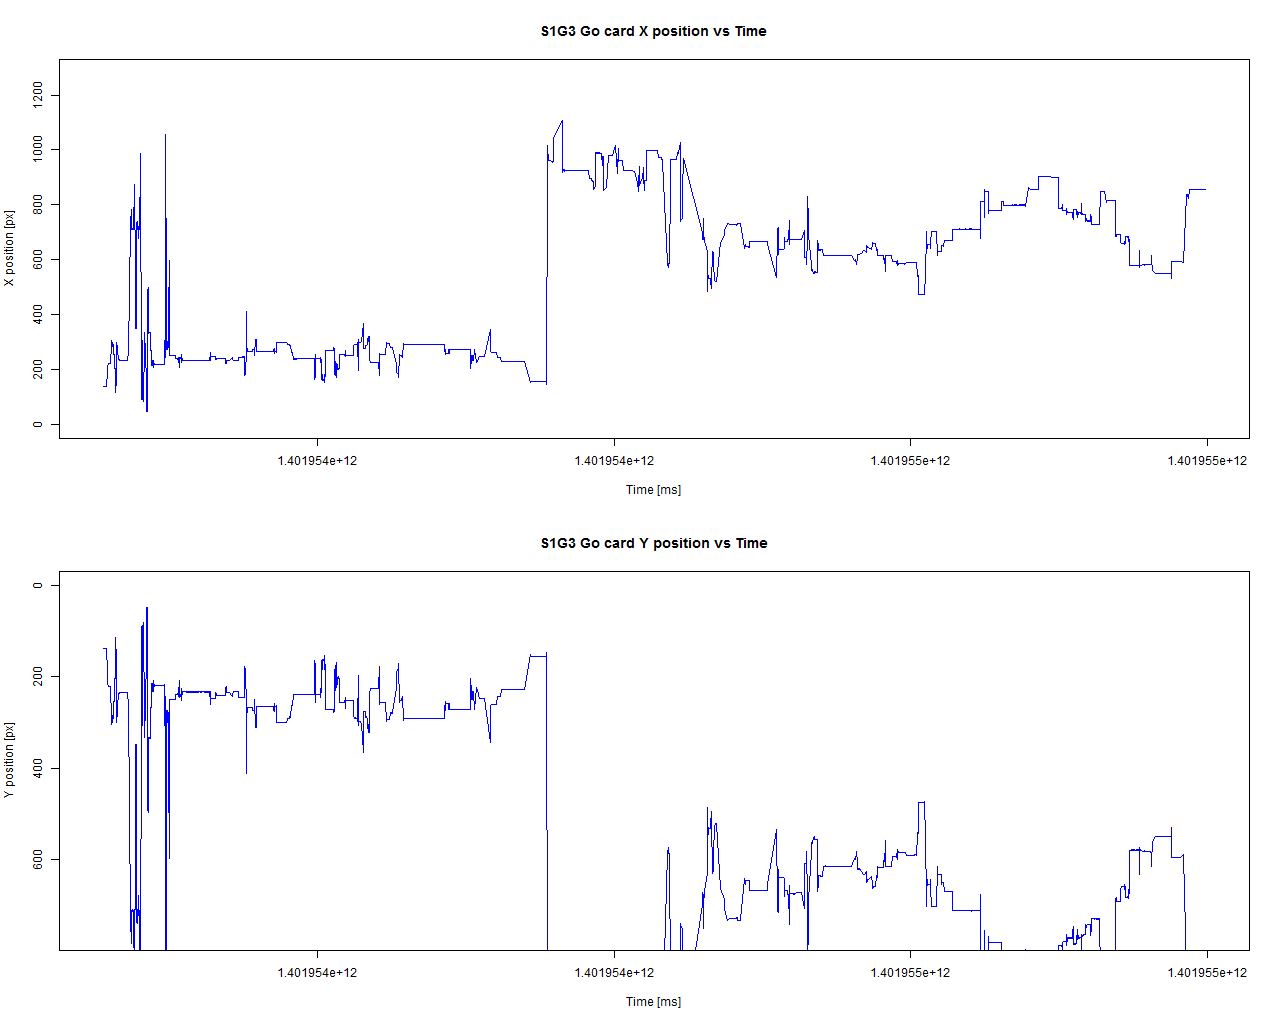 S1G3 Go card X position vs Time
1200
1000
800
600
400
200
0
X position [px]
1.401954e+12 1.401954e+12 1.401955e+12 1.401955e+12
Time [ms]
S1G3 Go card Y position vs Time
0
200
400
600
Y position [px]
1.401954e+12 1.401954e+12 1.401955e+12 1.401955e+12
Time [ms]